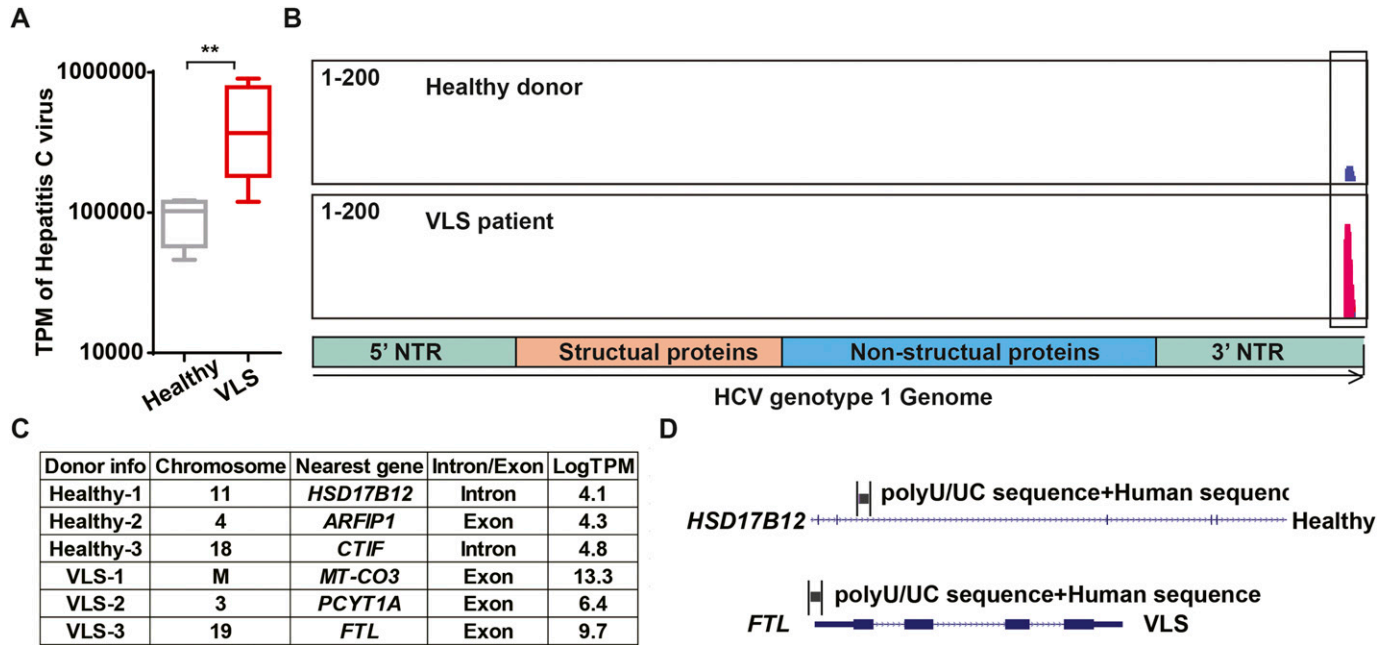 A
TPM of Hepatitis C virus
**
1000000
100000
10000
Healthy
VLS
B
1-200 Healthy donor
1-200 VLS patient
5' NTR Structual proteins Non-structual proteins 3' NTR
HCV genotype 1 Genome
C
Donor info Chromosome Nearest gene Intron/Exon LogTPM
Healthy-1 11 HSD17B12 Intron 4.1
Healthy-2 4 ARFIP1 Exon 4.3
Healthy-3 18 CTIF Intron 4.8
VLS-1 M MT-CO3 Exon 13.3
VLS-2 3 PCYT1A Exon 6.4
VLS-3 19 FTL Exon 9.7
D
polyU/UC sequence+Human sequenc
HSD17B12 Healthy
polyU/UC sequence+Human sequence
FTL VLS